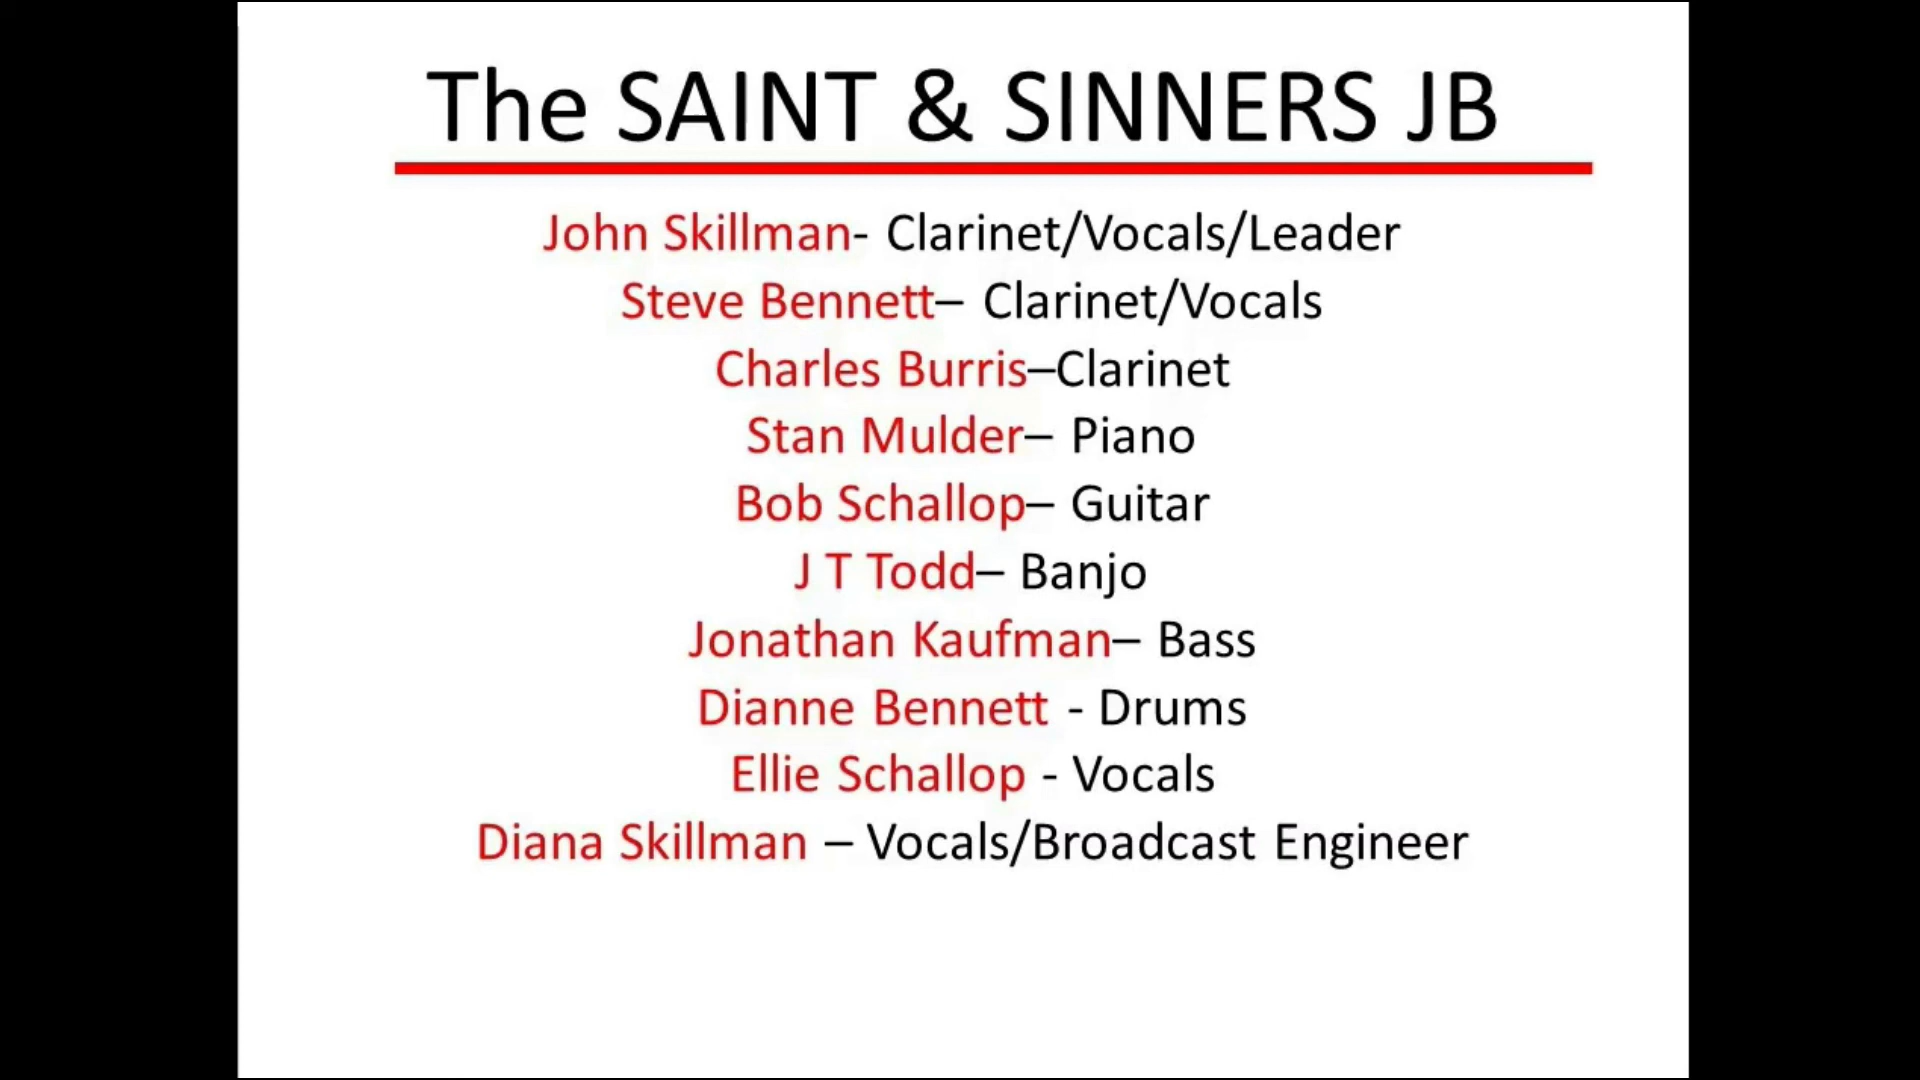 The SAINT & SINNERS JB
John Skillman- Clarinet/Vocals/Leader
Steve Bennett– Clarinet/Vocals
Charles Burris–Clarinet
Stan Mulder– Piano
Bob Schallop– Guitar
J T Todd– Banjo
Jonathan Kaufman– Bass
Dianne Bennett - Drums
Ellie Schallop - Vocals
Diana Skillman – Vocals/Broadcast Engineer